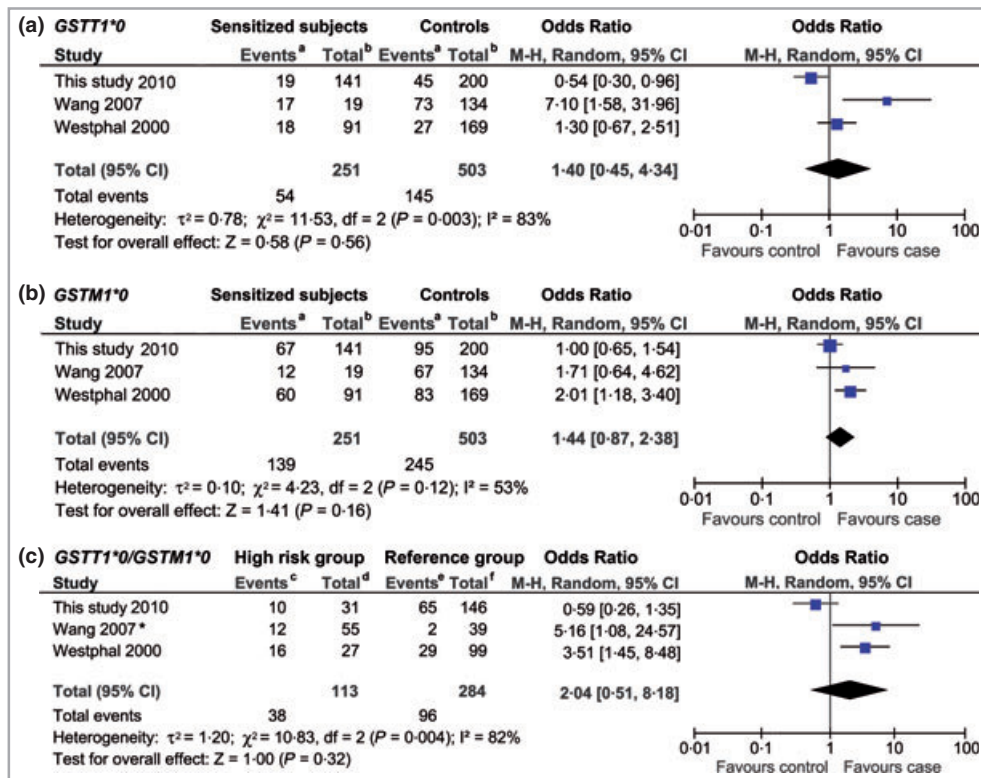 (a) GSTT1*0 Sensitized subjects Controls Odds Ratio Odds Ratio
Study Eventsᵃ Totalᵇ Eventsᵃ Totalᵇ M-H, Random, 95% CI M-H, Random, 95% CI
This study 2010 19 141 45 200 0·54 [0·30, 0·96]
Wang 2007 17 19 73 134 7·10 [1·58, 31·96]
Westphal 2000 18 91 27 169 1·30 [0·67, 2·51]
Total (95% CI) 251 503 1·40 [0·45, 4·34]
Total events 54 145
Heterogeneity: τ² = 0·78; χ² = 11·53, df = 2 (P = 0·003); I² = 83%
Test for overall effect: Z = 0·58 (P = 0·56)
0·01 0·1 1 10 100
Favours control Favours case
(b) GSTM1*0 Sensitized subjects Controls Odds Ratio Odds Ratio
Study Eventsᵃ Totalᵇ Eventsᵃ Totalᵇ M-H, Random, 95% CI M-H, Random, 95% CI
This study 2010 67 141 95 200 1·00 [0·65, 1·54]
Wang 2007 12 19 67 134 1·71 [0·64, 4·62]
Westphal 2000 60 91 83 169 2·01 [1·18, 3·40]
Total (95% CI) 251 503 1·44 [0·87, 2·38]
Total events 139 245
Heterogeneity: τ² = 0·10; χ² = 4·23, df = 2 (P = 0·12); I² = 53%
Test for overall effect: Z = 1·41 (P = 0·16)
0·01 0·1 1 10 100
Favours control Favours case
(c) GSTT1*0/GSTM1*0 High risk group Reference group Odds Ratio Odds Ratio
Study Eventsᶜ Totalᵈ Eventsᵉ Totalᶠ M-H, Random, 95% CI M-H, Random, 95% CI
This study 2010 10 31 65 146 0·59 [0·26, 1·35]
Wang 2007* 12 55 2 39 5·16 [1·08, 24·57]
Westphal 2000 16 27 29 99 3·51 [1·45, 8·48]
Total (95% CI) 113 284 2·04 [0·51, 8·18]
Total events 38 96
Heterogeneity: τ² = 1·20; χ² = 10·83, df = 2 (P = 0·004); I² = 82%
Test for overall effect: Z = 1·00 (P = 0·32)
0·01 0·1 1 10 100
Favours control Favours case